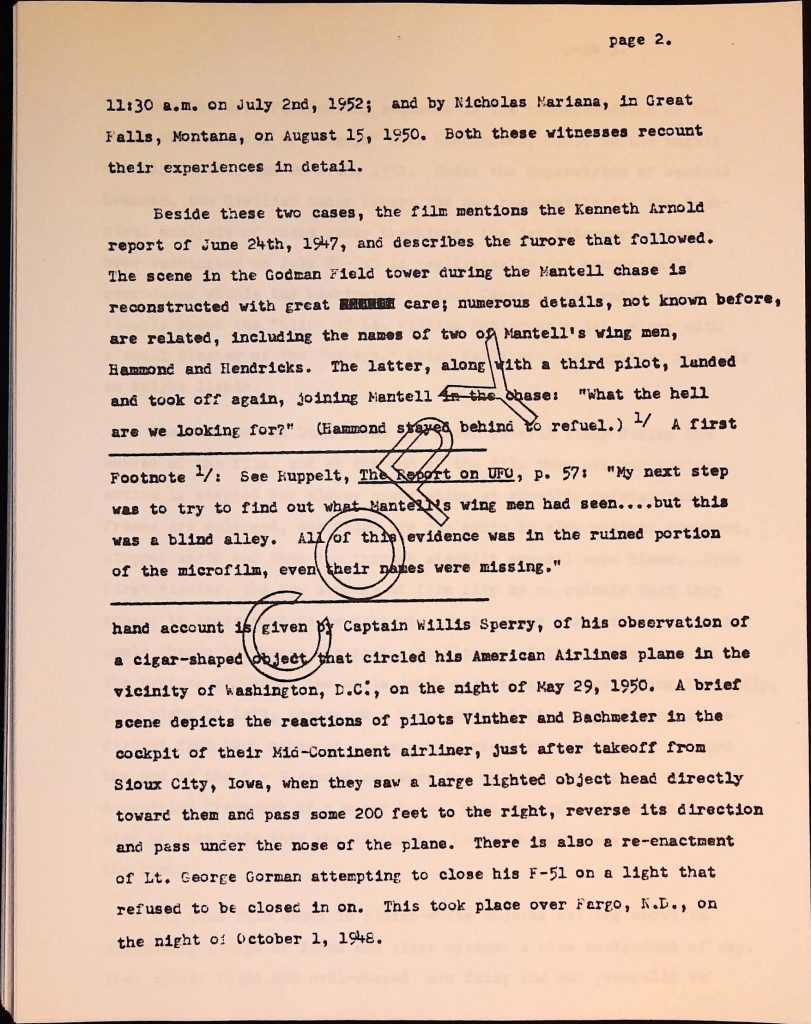 page 2.
11:30 a.m. on July 2nd, 1952; and by Nicholas Mariana, in Great
Falls, Montana, on August 15, 1950. Both these witnesses recount
their experiences in detail.
Beside these two cases, the film mentions the Kenneth Arnold
report of June 24th, 1947, and describes the furore that followed.
The scene in the Godman Field tower during the Mantell chase is
reconstructed with great care; numerous details, not known before,
are related, including the names of two of Mantell's wing men,
Hammond and Hendricks. The latter, along with a third pilot, landed
and took off again, joining Mantell in the chase: "What the hell
are we looking for?" (Hammond stayed behind to refuel.) 1/ A first
Footnote 1/: See Ruppelt, The Report on UFO, p. 57: "My next step
was to try to find out what Mantell's wing men had seen....but this
was a blind alley. All of this evidence was in the ruined portion
of the microfilm, even their names were missing."
hand account is given by Captain Willis Sperry, of his observation of
a cigar-shaped object that circled his American Airlines plane in the
vicinity of Washington, D.C., on the night of May 29, 1950. A brief
scene depicts the reactions of pilots Vinther and Bachmeier in the
cockpit of their Mid-Continent airliner, just after takeoff from
Sioux City, Iowa, when they saw a large lighted object head directly
toward them and pass some 200 feet to the right, reverse its direction
and pass under the nose of the plane. There is also a re-enactment
of Lt. George Gorman attempting to close his F-51 on a light that
refused to be closed in on. This took place over Fargo, N.D., on
the night of October 1, 1948.
COPY